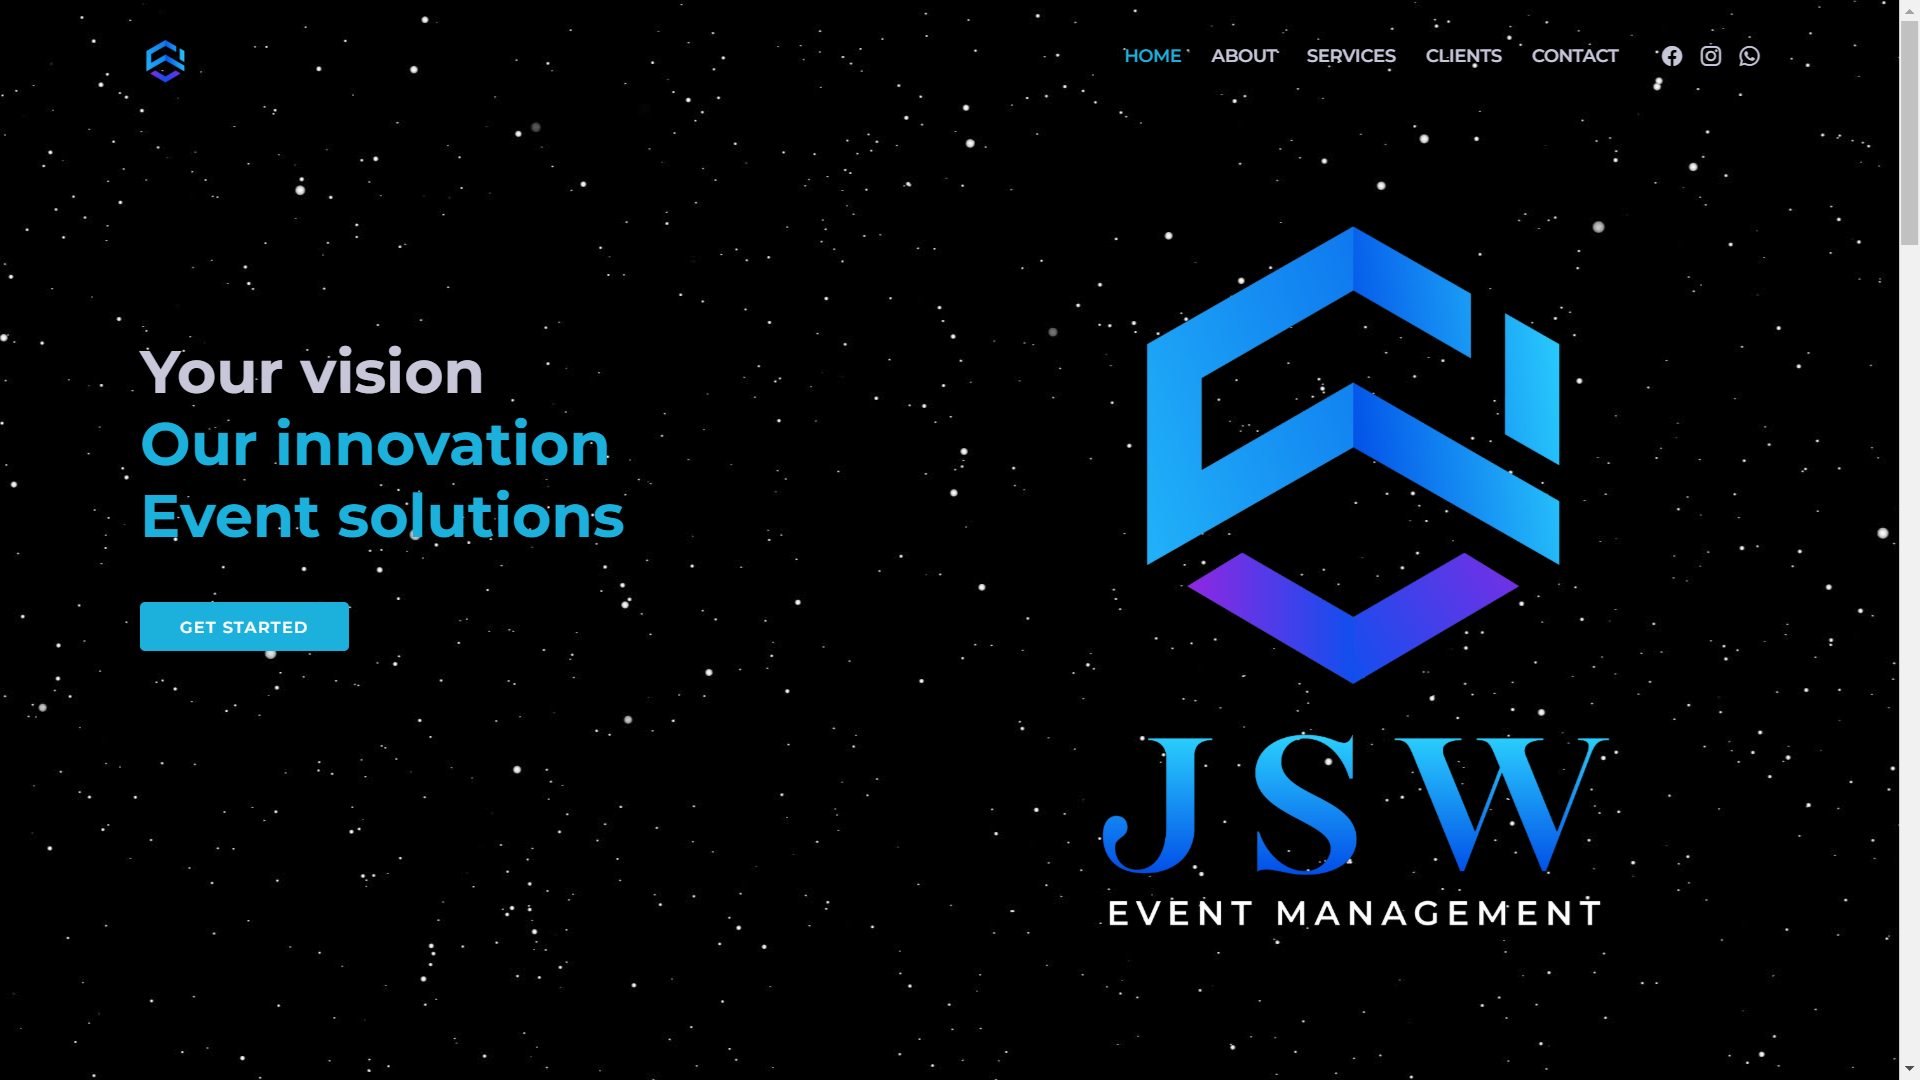 HOME ABOUT SERVICES CLIENTS CONTACT
Your vision
Our innovation
Event solutions
GET STARTED
JSW
EVENT MANAGEMENT